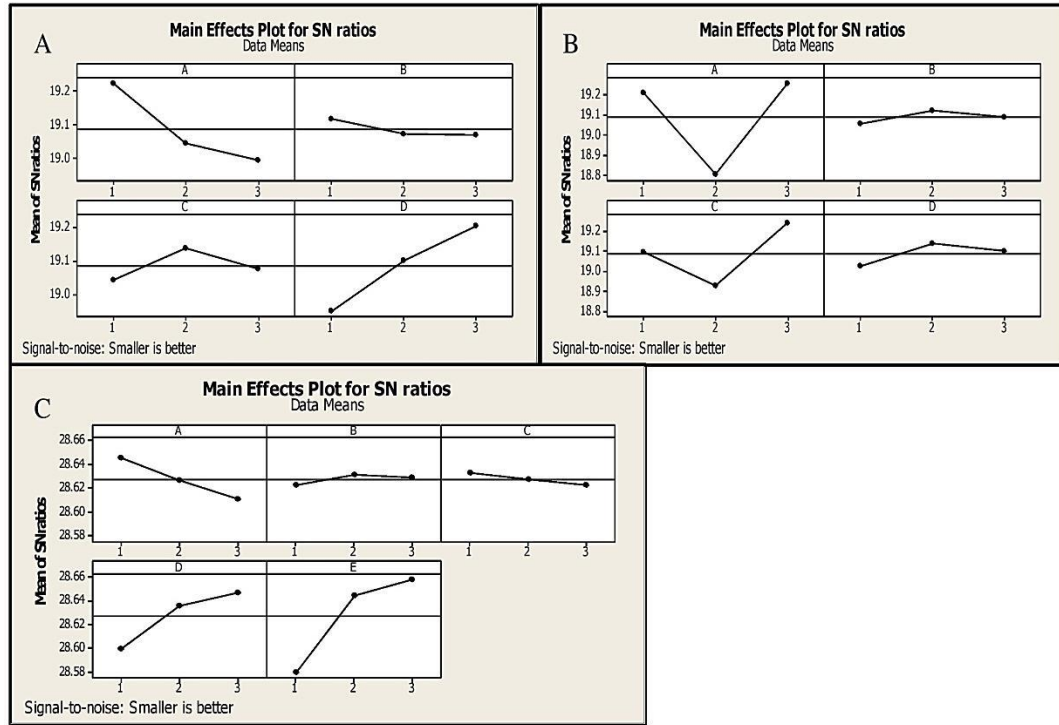 A
Main Effects Plot for SN ratios
Data Means
A B
19.2
19.1
19.0
1 2 3 1 2 3
C D
19.2
19.1
19.0
1 2 3 1 2 3
Mean of SN ratios
Signal-to-noise: Smaller is better
B
Main Effects Plot for SN ratios
Data Means
A B
19.2
19.1
19.0
18.9
18.8
1 2 3 1 2 3
C D
19.2
19.1
19.0
18.9
18.8
1 2 3 1 2 3
Mean of SN ratios
Signal-to-noise: Smaller is better
C
Main Effects Plot for SN ratios
Data Means
A B C
28.66
28.64
28.62
28.60
28.58
1 2 3 1 2 3 1 2 3
D E
28.66
28.64
28.62
28.60
28.58
1 2 3 1 2 3
Mean of SN ratios
Signal-to-noise: Smaller is better